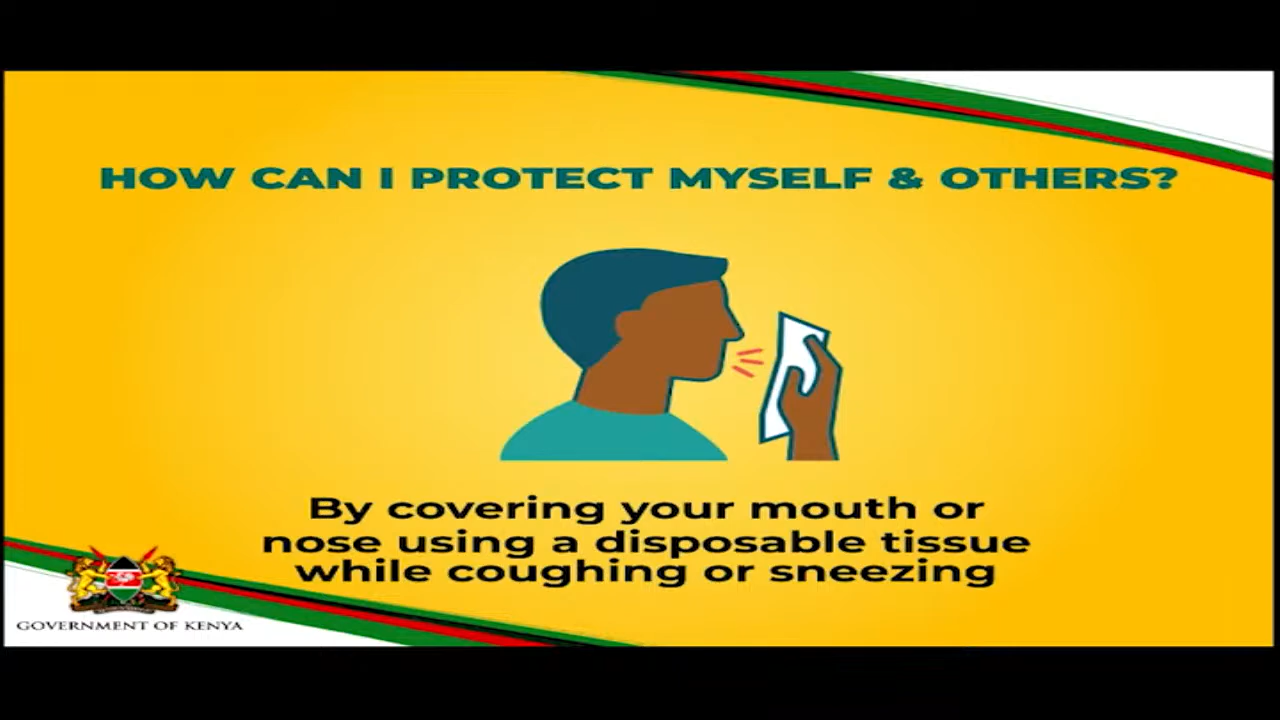 HOW CAN I PROTECT MYSELF & OTHERS?
By covering your mouth or
nose using a disposable tissue
while coughing or sneezing
GOVERNMENT OF KENYA